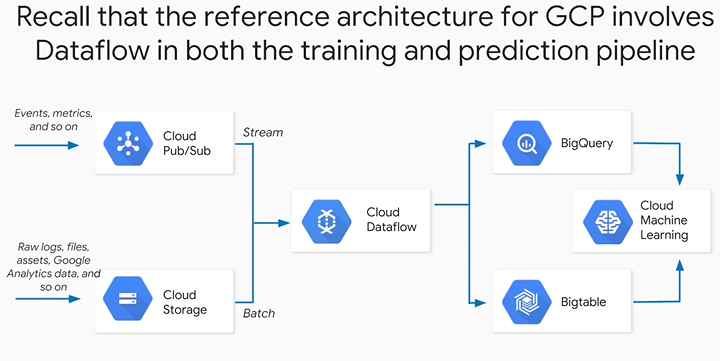 Recall that the reference architecture for GCP involves
Dataflow in both the training and prediction pipeline
Events, metrics,
and so on
Cloud
Pub/Sub
Stream
Raw logs, files,
assets, Google
Analytics data, and
so on
Cloud
Storage
Batch
Cloud
Dataflow
BigQuery
Bigtable
Cloud
Machine
Learning